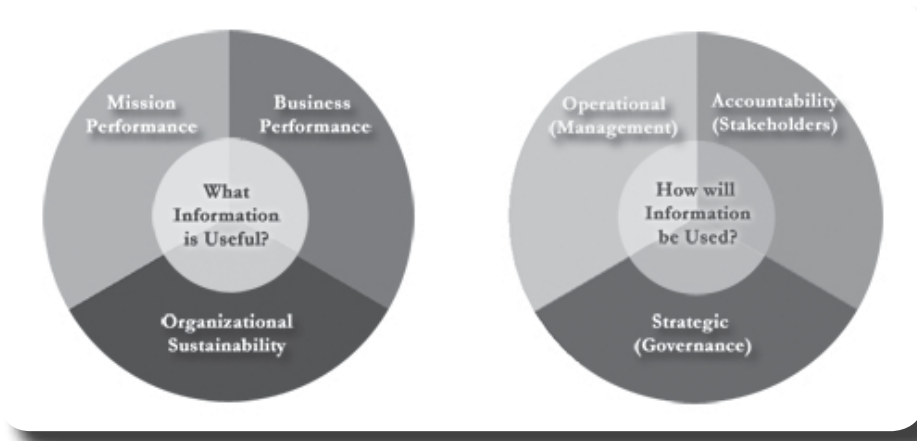 Mission
Performance
Business
Performance
What
Information
is Useful?
Organizational
Sustainability
Operational
(Management)
Accountability
(Stakeholders)
How will
Information
be Used?
Strategic
(Governance)